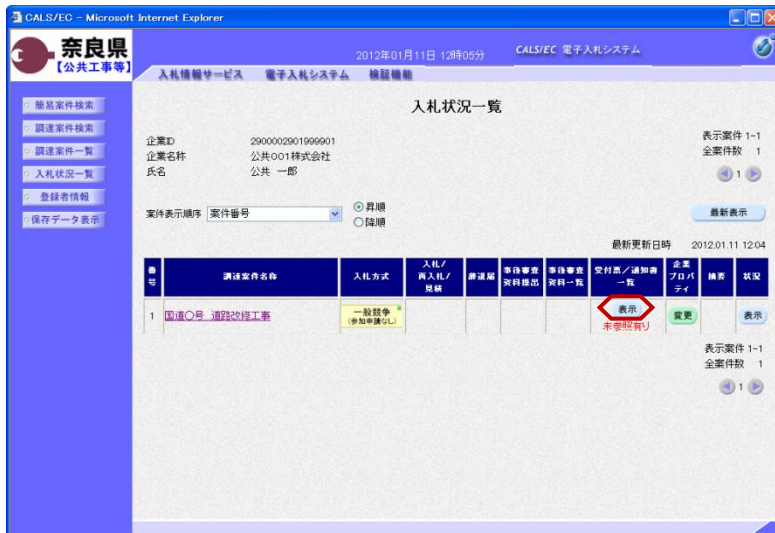 CALS/EC - Microsoft Internet Explorer
奈良県
【公共工事等】
2012年01月11日 12時05分
CALS/EC 電子入札システム
入札情報サービス 電子入札システム 検証機能
簡易案件検索
調達案件検索
調達案件一覧
入札状況一覧
登録者情報
保存データ表示
入札状況一覧
企業ID 2900002901999901
企業名称 公共001株式会社
氏名 公共 一郎
表示案件 1-1
全案件数 1
1
案件表示順序 案件番号
昇順
降順
最新表示
最新更新日時 2012.01.11 12:04
番号 調達案件名称 入札方式 入札/再入札/見積 辞退届 事後審査資料提出 事後審査資料一覧 受付票/通知書一覧 企業プロパティ 摘要 状況
1 国道〇号 道路改修工事 一般競争 (参加申請なし) 表示 変更 表示
未参照有り
表示案件 1-1
全案件数 1
1